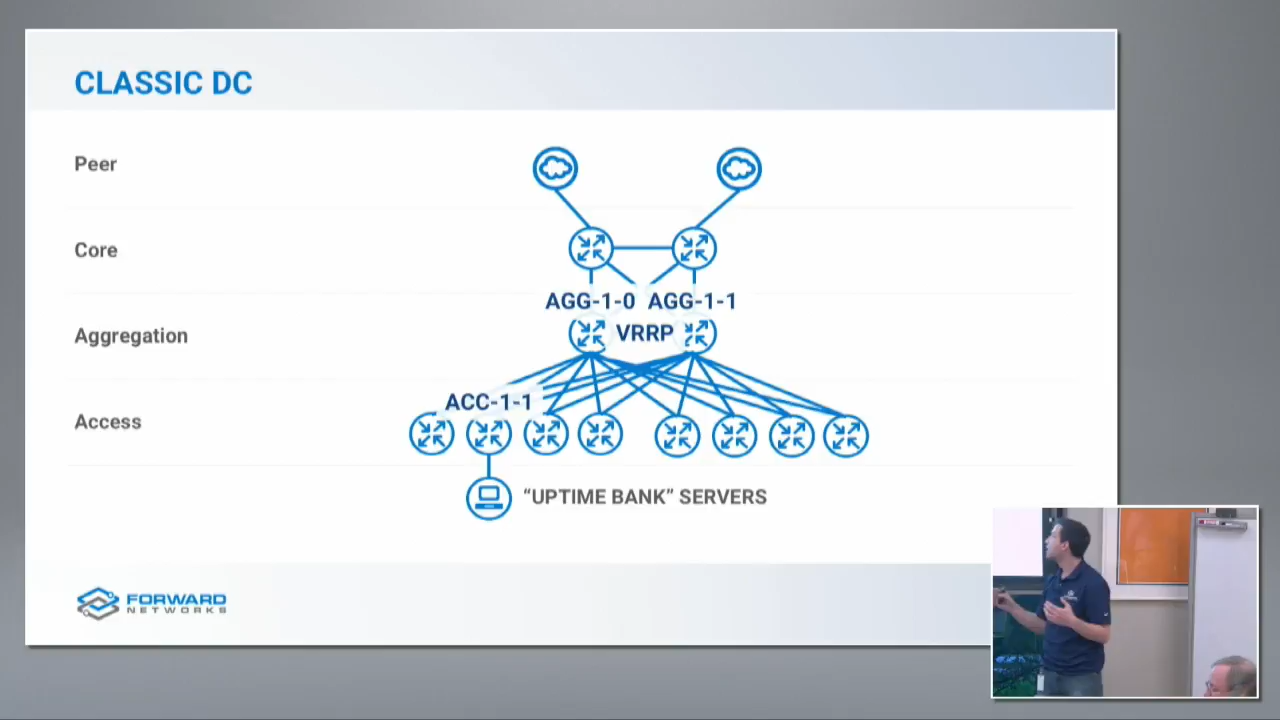 CLASSIC DC
Peer
Core
AGG-1-0 AGG-1-1
Aggregation
VRRP
ACC-1-1
Access
“UPTIME BANK” SERVERS
FORWARD
NETWORKS